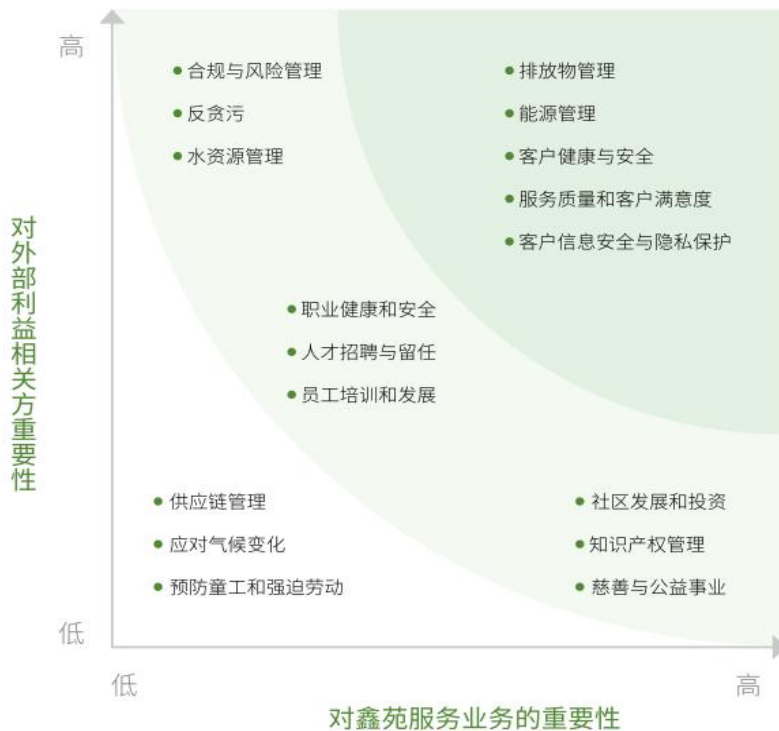 高
合规与风险管理
反贪污
水资源管理
排放物管理
能源管理
客户健康与安全
服务质量和客户满意度
客户信息安全与隐私保护
对外部利益相关方重要性
职业健康和安全
人才招聘与留任
员工培训和发展
供应链管理
应对气候变化
预防童工和强迫劳动
社区发展和投资
知识产权管理
慈善与公益事业
低
低
高
对鑫苑服务业务的重要性